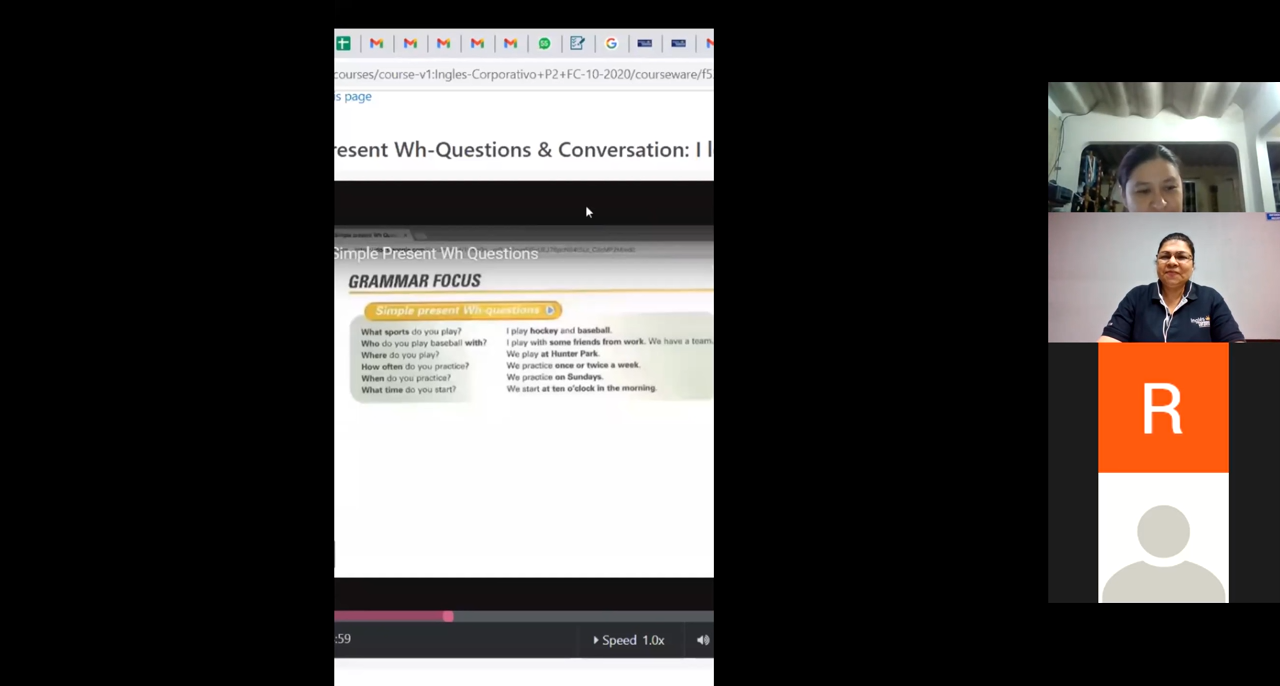 courses/course-v1:Ingles-Corporativo+P2+FC-10-2020/courseware/f5
is page
resent Wh-Questions & Conversation: I l
Simple Present Wh Questions
GRAMMAR FOCUS
Simple present Wh-questions
What sports do you play? I play hockey and baseball.
Who do you play baseball with? I play with some friends from work. We have a team.
Where do you play? We play at Hunter Park.
How often do you practice? We practice once or twice a week.
When do you practice? We practice on Sundays.
What time do you start? We start at ten o'clock in the morning.
:59
Speed 1.0x
R